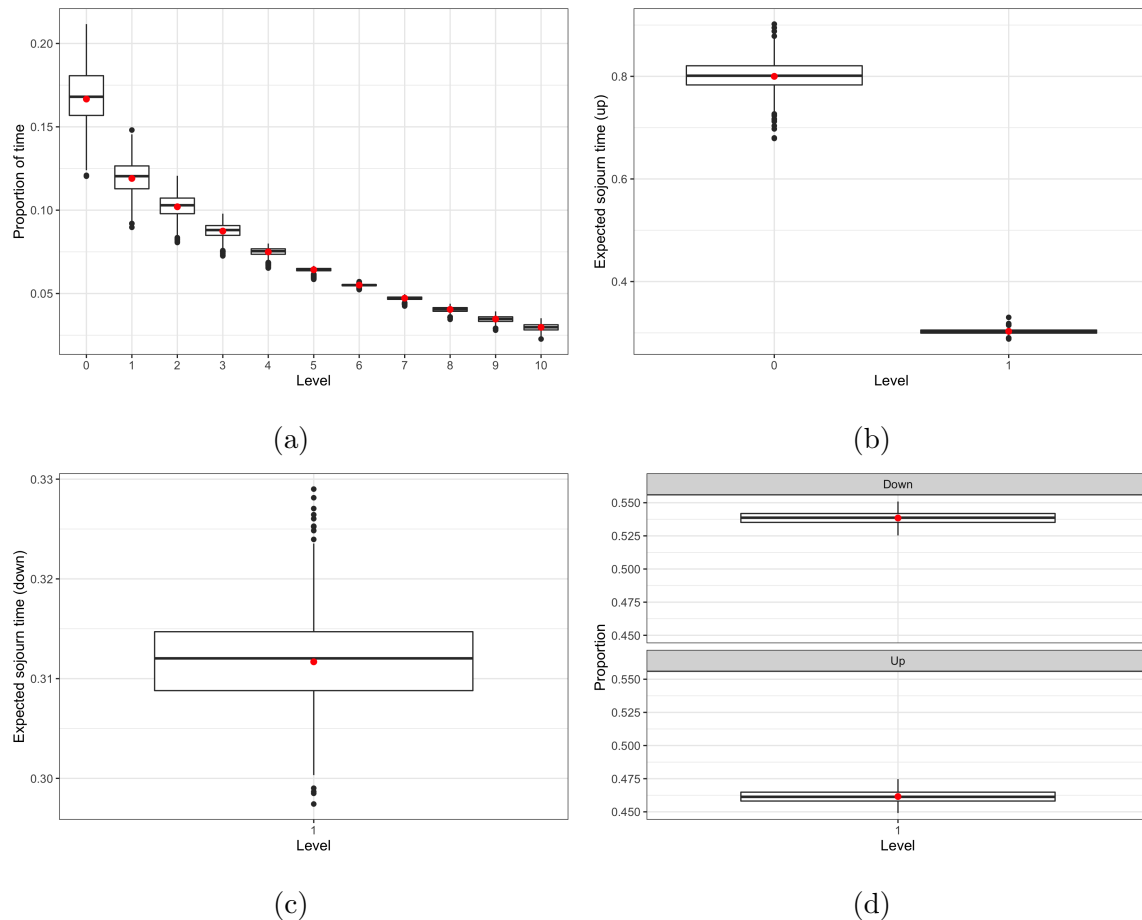 0.20
0.15
0.10
0.05
Proportion of time
0 1 2 3 4 5 6 7 8 9 10
Level
(a)
0.8
0.6
0.4
Expected sojourn time (up)
0 1
Level
(b)
0.33
0.32
0.31
0.30
Expected sojourn time (down)
1
Level
(c)
Down
0.550
0.525
0.500
0.475
0.450
Proportion
Up
0.550
0.525
0.500
0.475
0.450
1
Level
(d)